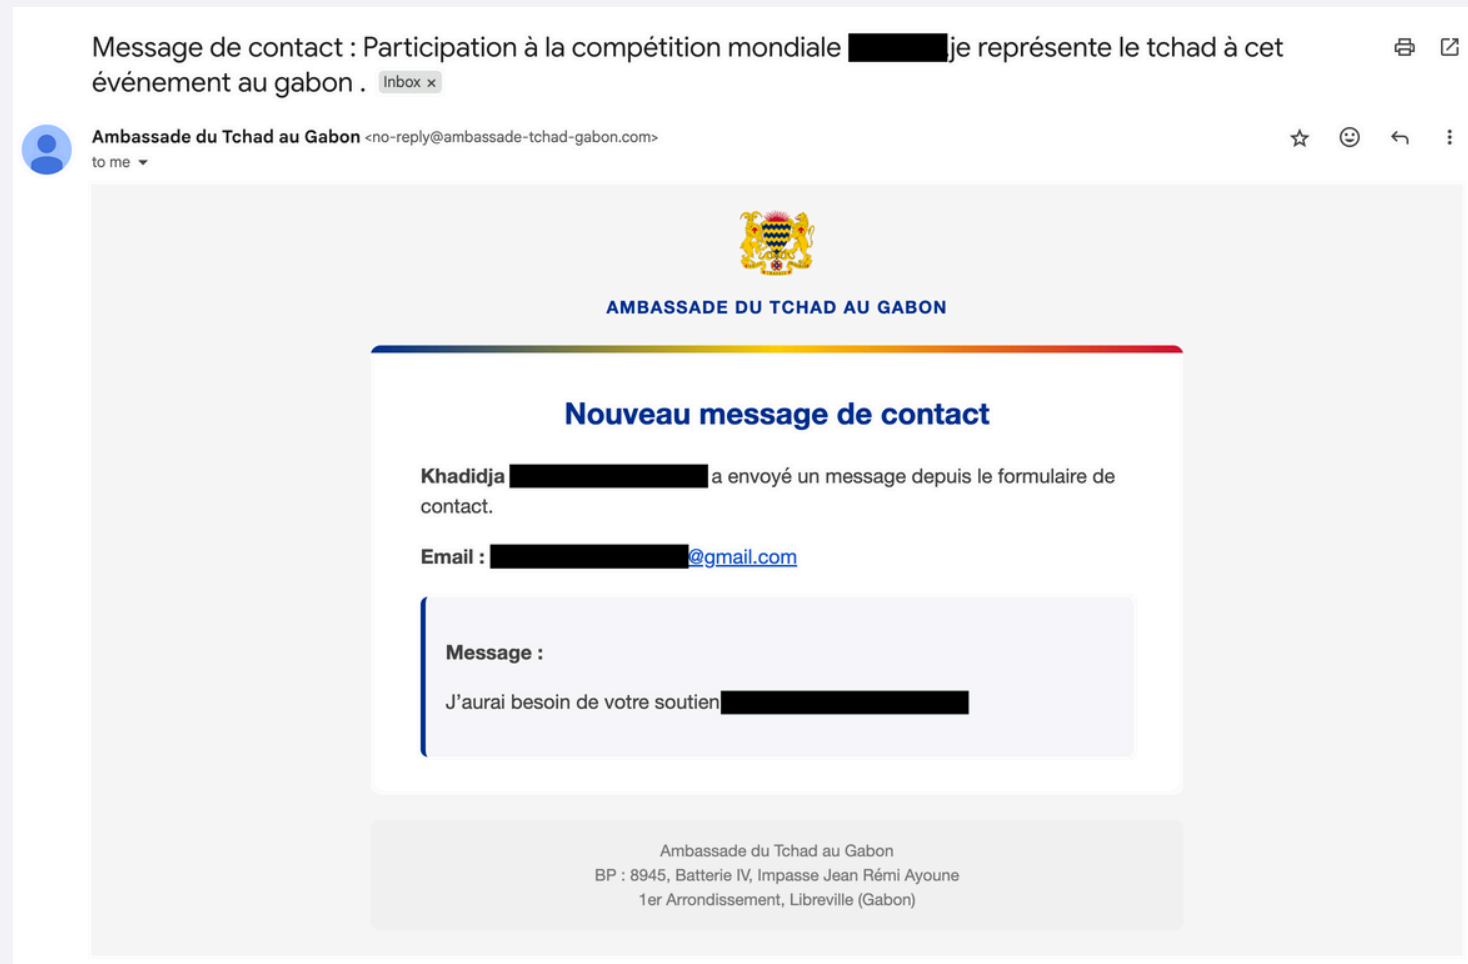 Message de contact : Participation à la compétition mondiale je représente le tchad à cet
événement au gabon . Inbox x
Ambassade du Tchad au Gabon <no-reply@ambassade-tchad-gabon.com>
to me
AMBASSADE DU TCHAD AU GABON
Nouveau message de contact
Khadidja a envoyé un message depuis le formulaire de
contact.
Email : @gmail.com
Message :
J’aurai besoin de votre soutien
Ambassade du Tchad au Gabon
BP : 8945, Batterie IV, Impasse Jean Rémi Ayoune
1er Arrondissement, Libreville (Gabon)